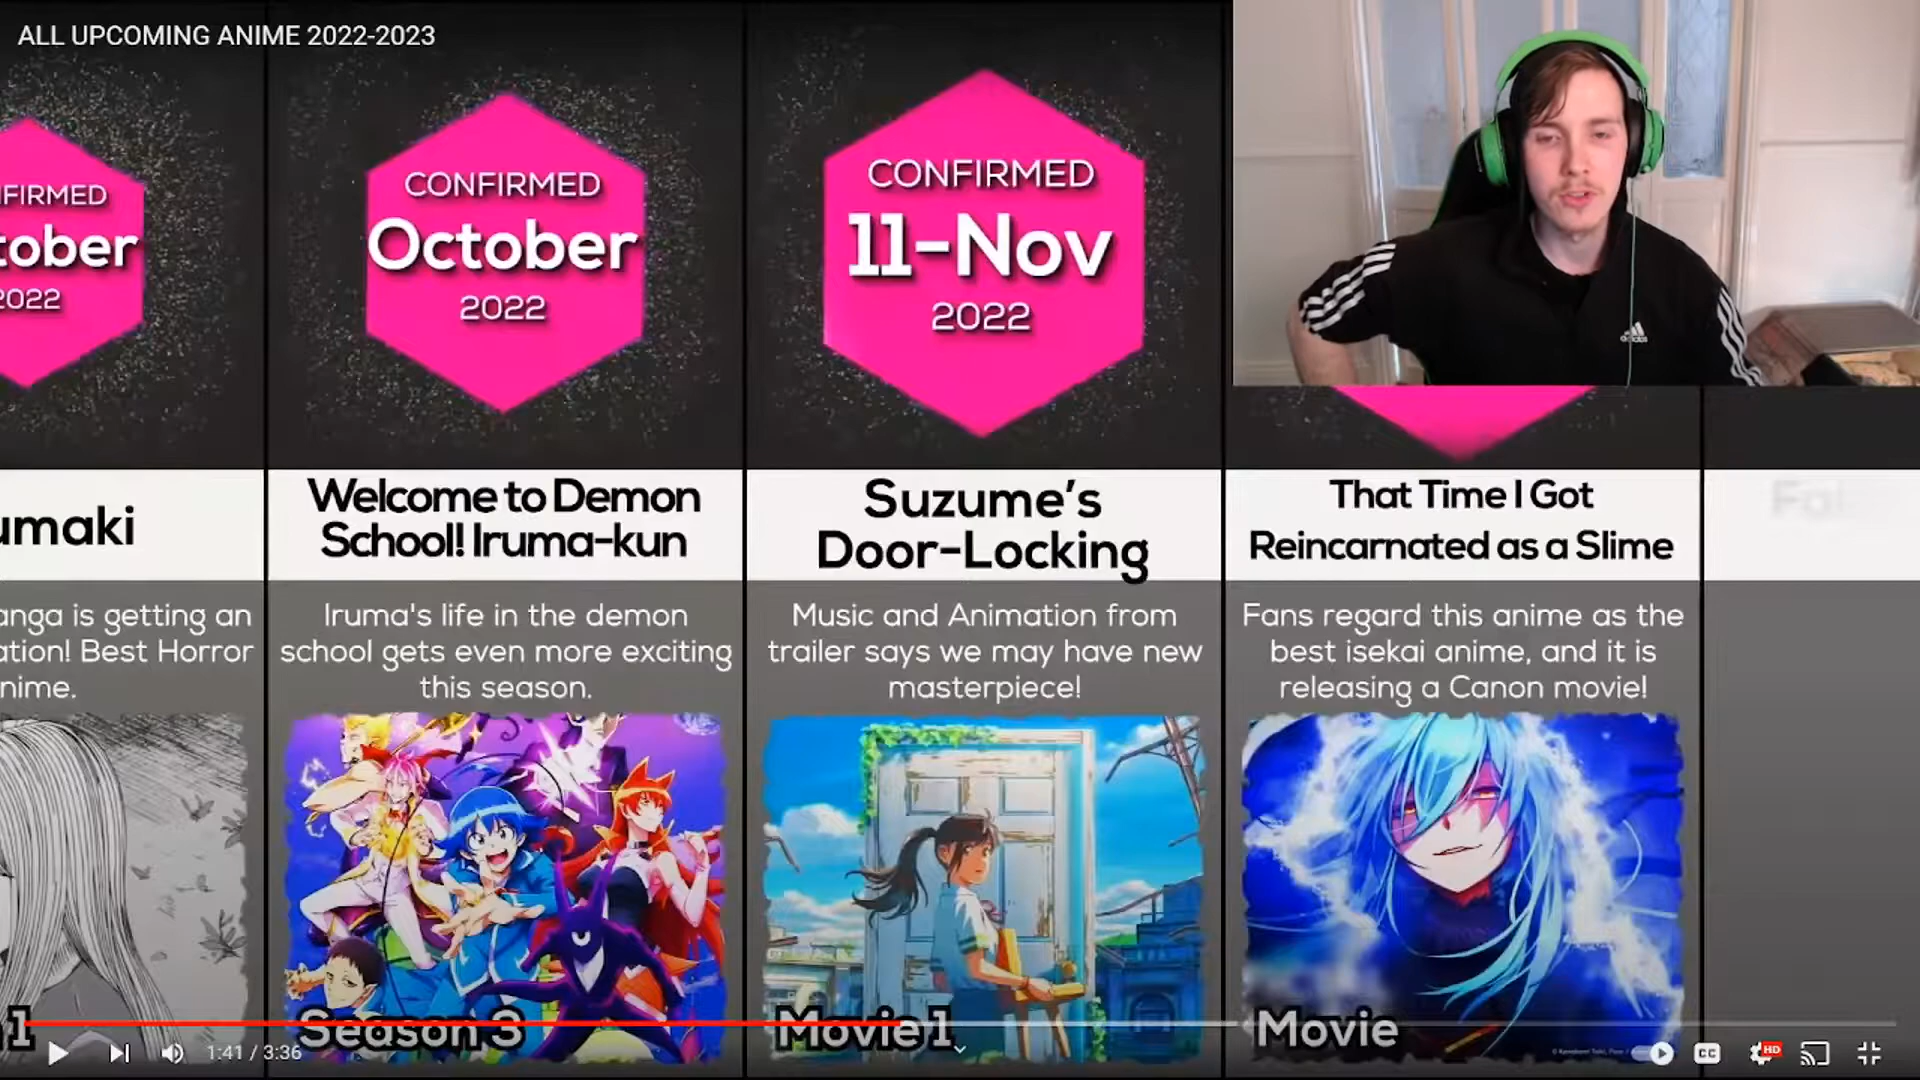 ALL UPCOMING ANIME 2022-2023
FIRMED
tober
2022
umaki
anga is getting an
ation! Best Horror
nime.
1
CONFIRMED
October
2022
Welcome to Demon
School! Iruma-kun
Iruma's life in the demon
school gets even more exciting
this season.
Season 3
CONFIRMED
11-Nov
2022
Suzume's
Door-Locking
Music and Animation from
trailer says we may have new
masterpiece!
Movie 1
That Time I Got
Reincarnated as a Slime
Fans regard this anime as the
best isekai anime, and it is
releasing a Canon movie!
Movie
adidas
1:41 / 3:36
CC
HD